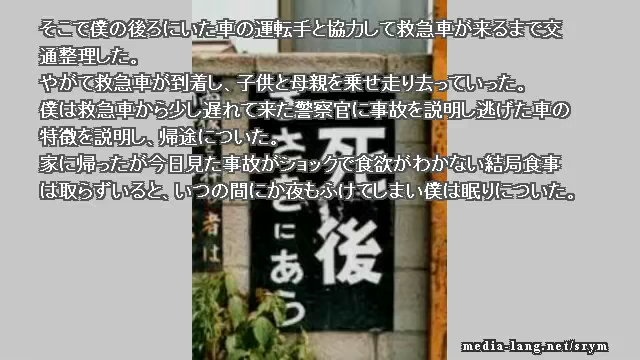 そこで僕の後ろにいた車の運転手と協力して救急車が来るまで交
通整理した。
やがて救急車が到着し、子供と母親を乗せ走り去っていった。
僕は救急車から少し遅れて来た警察官に事故を説明し逃げた車の
特徴を説明し、帰途についた。
家に帰ったが今日見た事故がショックで食欲がわかない結局食事
は取らずいると、いつの間にか夜もふけてしまい僕は眠りについた。
死後
さばきにあう
者は
media-lang.net/srym